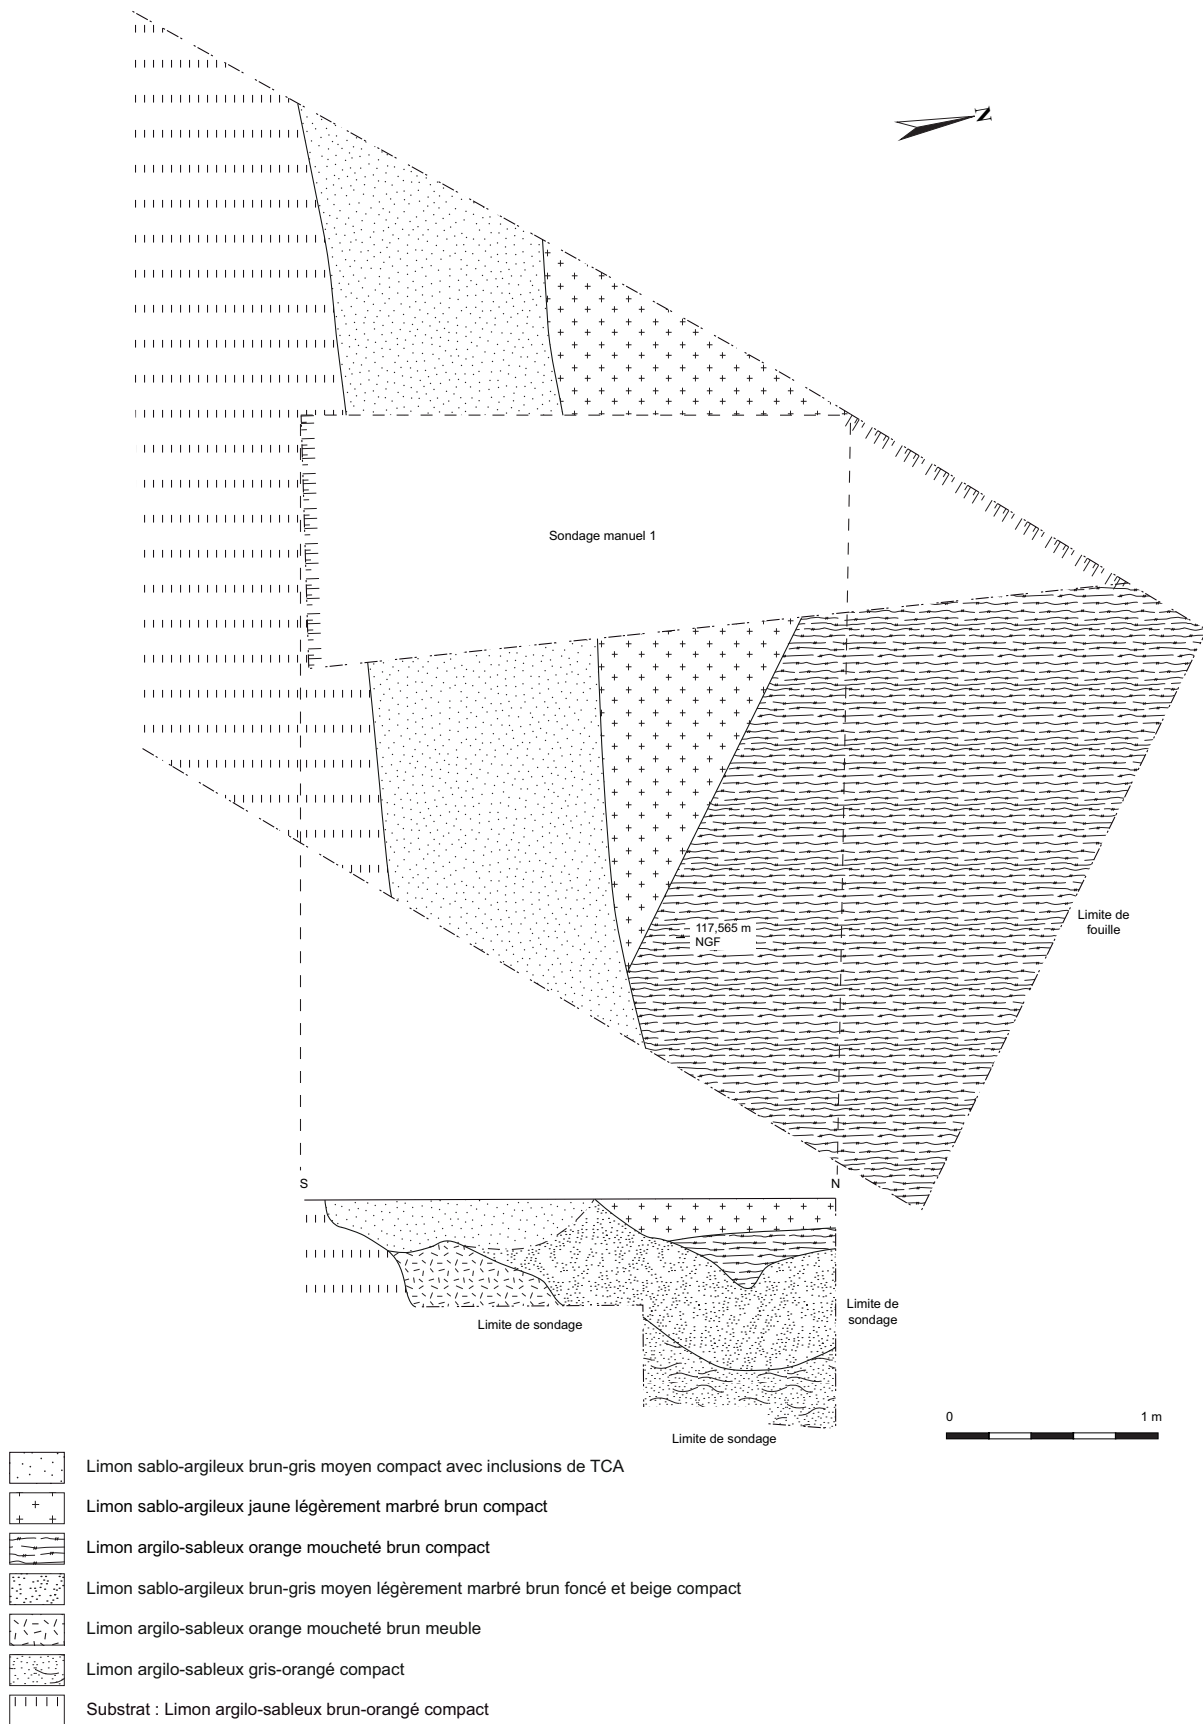 N
Sondage manuel 1
117,565 m
NGF
Limite de
fouille
S
N
Limite de sondage
Limite de
sondage
Limite de sondage
0
1 m
Limon sablo-argileux brun-gris moyen compact avec inclusions de TCA
Limon sablo-argileux jaune légèrement marbré brun compact
Limon argilo-sableux orange moucheté brun compact
Limon sablo-argileux brun-gris moyen légèrement marbré brun foncé et beige compact
Limon argilo-sableux orange moucheté brun meuble
Limon argilo-sableux gris-orangé compact
Substrat : Limon argilo-sableux brun-orangé compact